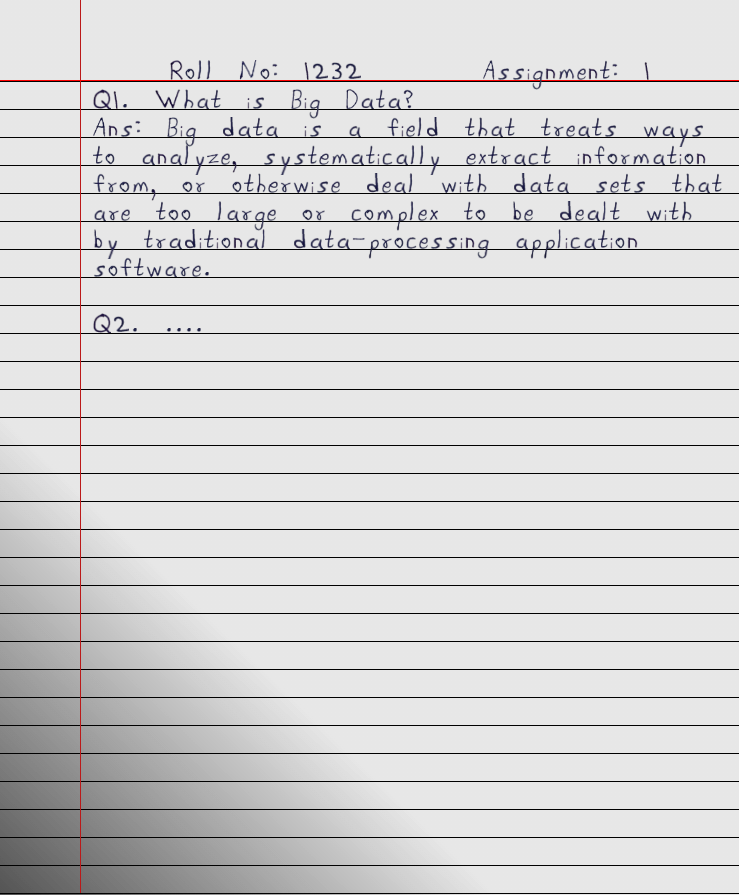 Roll No: 1232 Assignment: 1
Q1. What is Big Data?
Ans: Big data is a field that treats ways
to analyze, systematically extract information
from, or otherwise deal with data sets that
are too large or complex to be dealt with
by traditional data-processing application
software.
Q2. ....